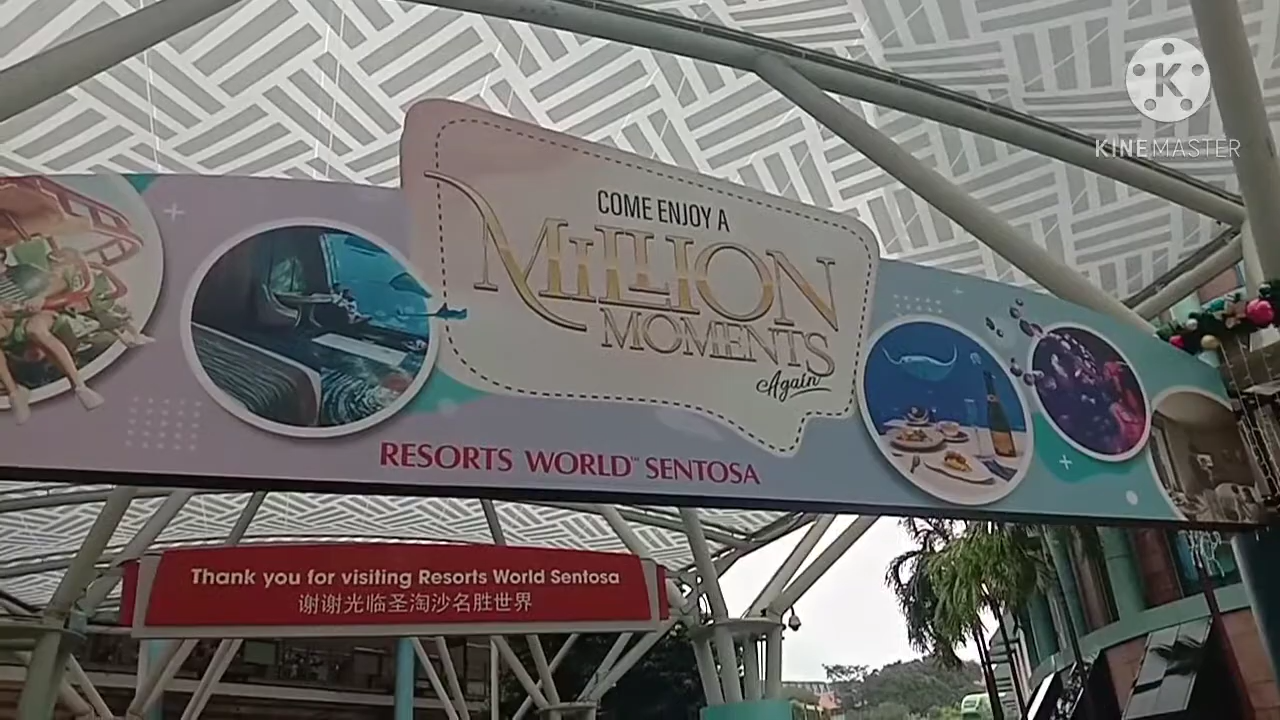 K
KINEMASTER
COME ENJOY A
MILLION
MOMENTS
Again
RESORTS WORLD™ SENTOSA
Thank you for visiting Resorts World Sentosa
谢谢光临圣淘沙名胜世界